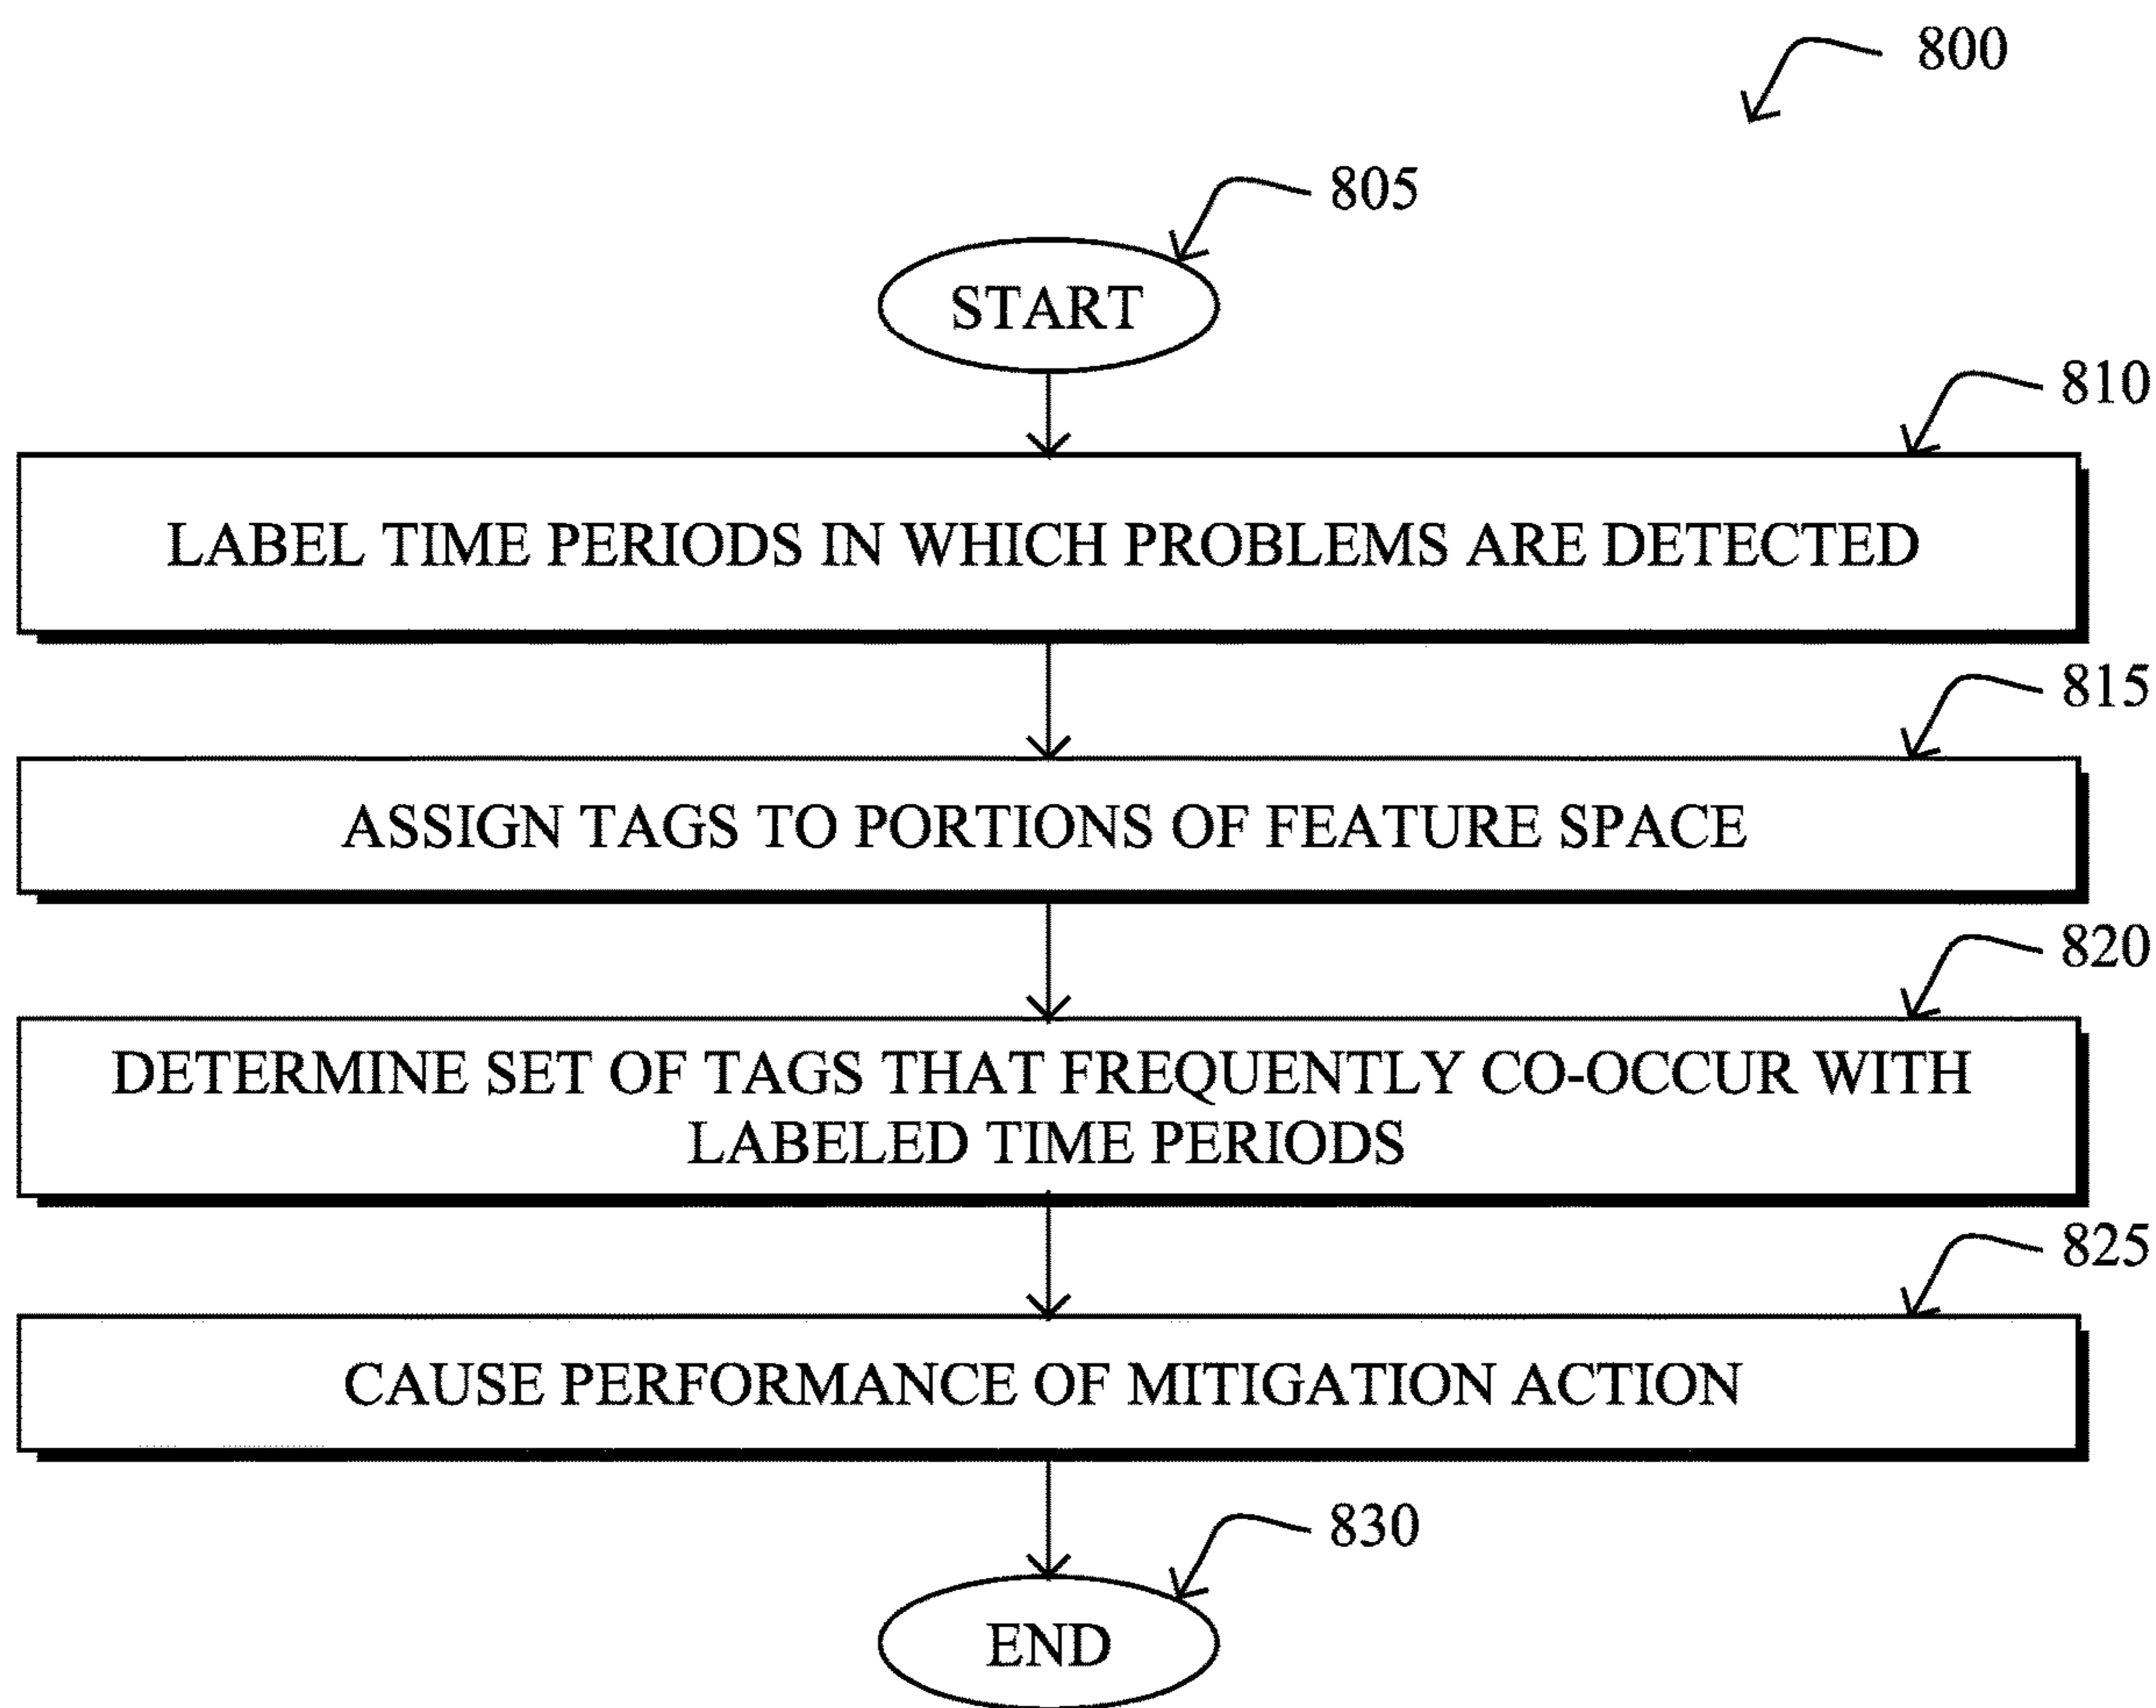 800
805
START
810
LABEL TIME PERIODS IN WHICH PROBLEMS ARE DETECTED
815
ASSIGN TAGS TO PORTIONS OF FEATURE SPACE
820
DETERMINE SET OF TAGS THAT FREQUENTLY CO-OCCUR WITH
LABELED TIME PERIODS
825
CAUSE PERFORMANCE OF MITIGATION ACTION
830
END